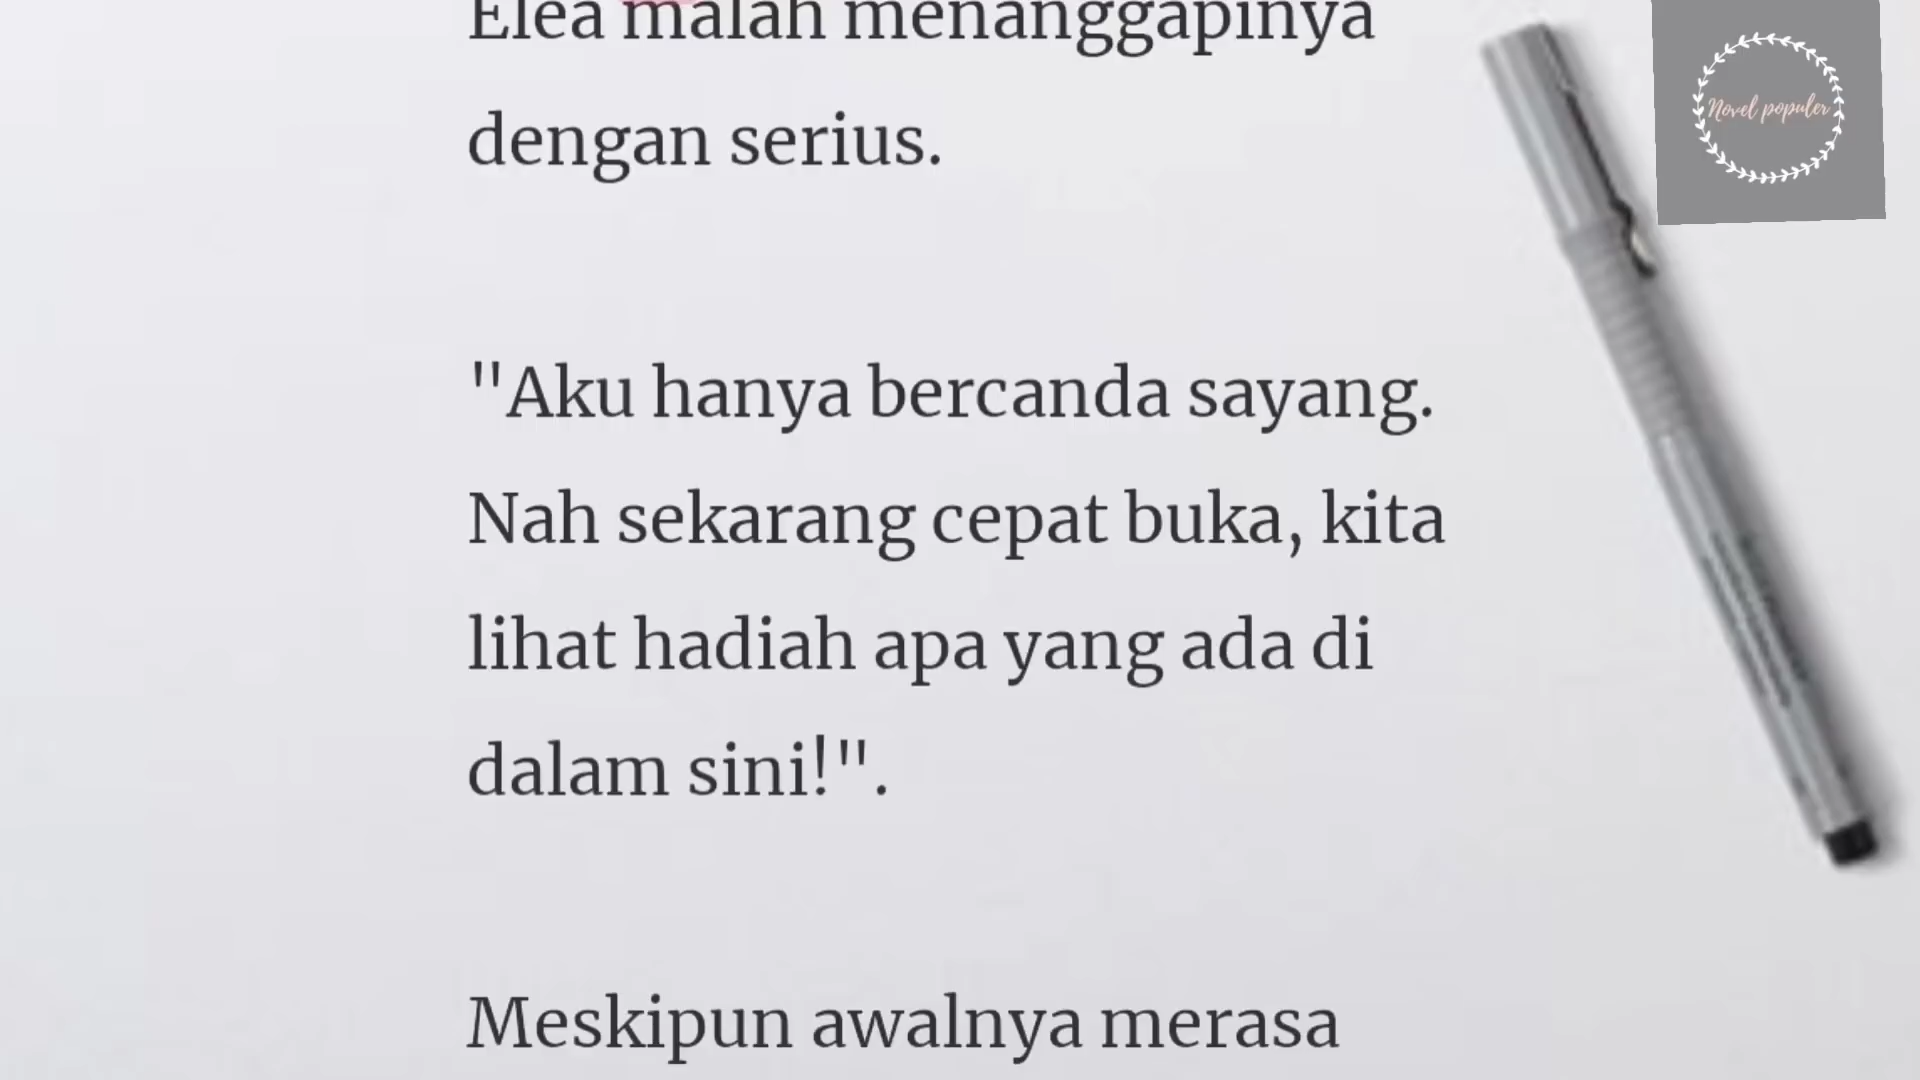 Elea malah menanggapinya
dengan serius.
"Aku hanya bercanda sayang.
Nah sekarang cepat buka, kita
lihat hadiah apa yang ada di
dalam sini!".
Meskipun awalnya merasa
Novel populer